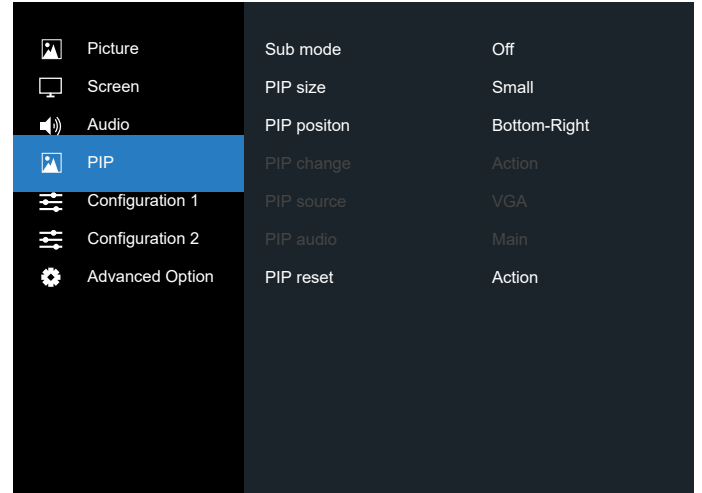 Picture
Screen
Audio
PIP
Configuration 1
Configuration 2
Advanced Option
Sub mode Off
PIP size Small
PIP positon Bottom-Right
PIP change Action
PIP source VGA
PIP audio Main
PIP reset Action